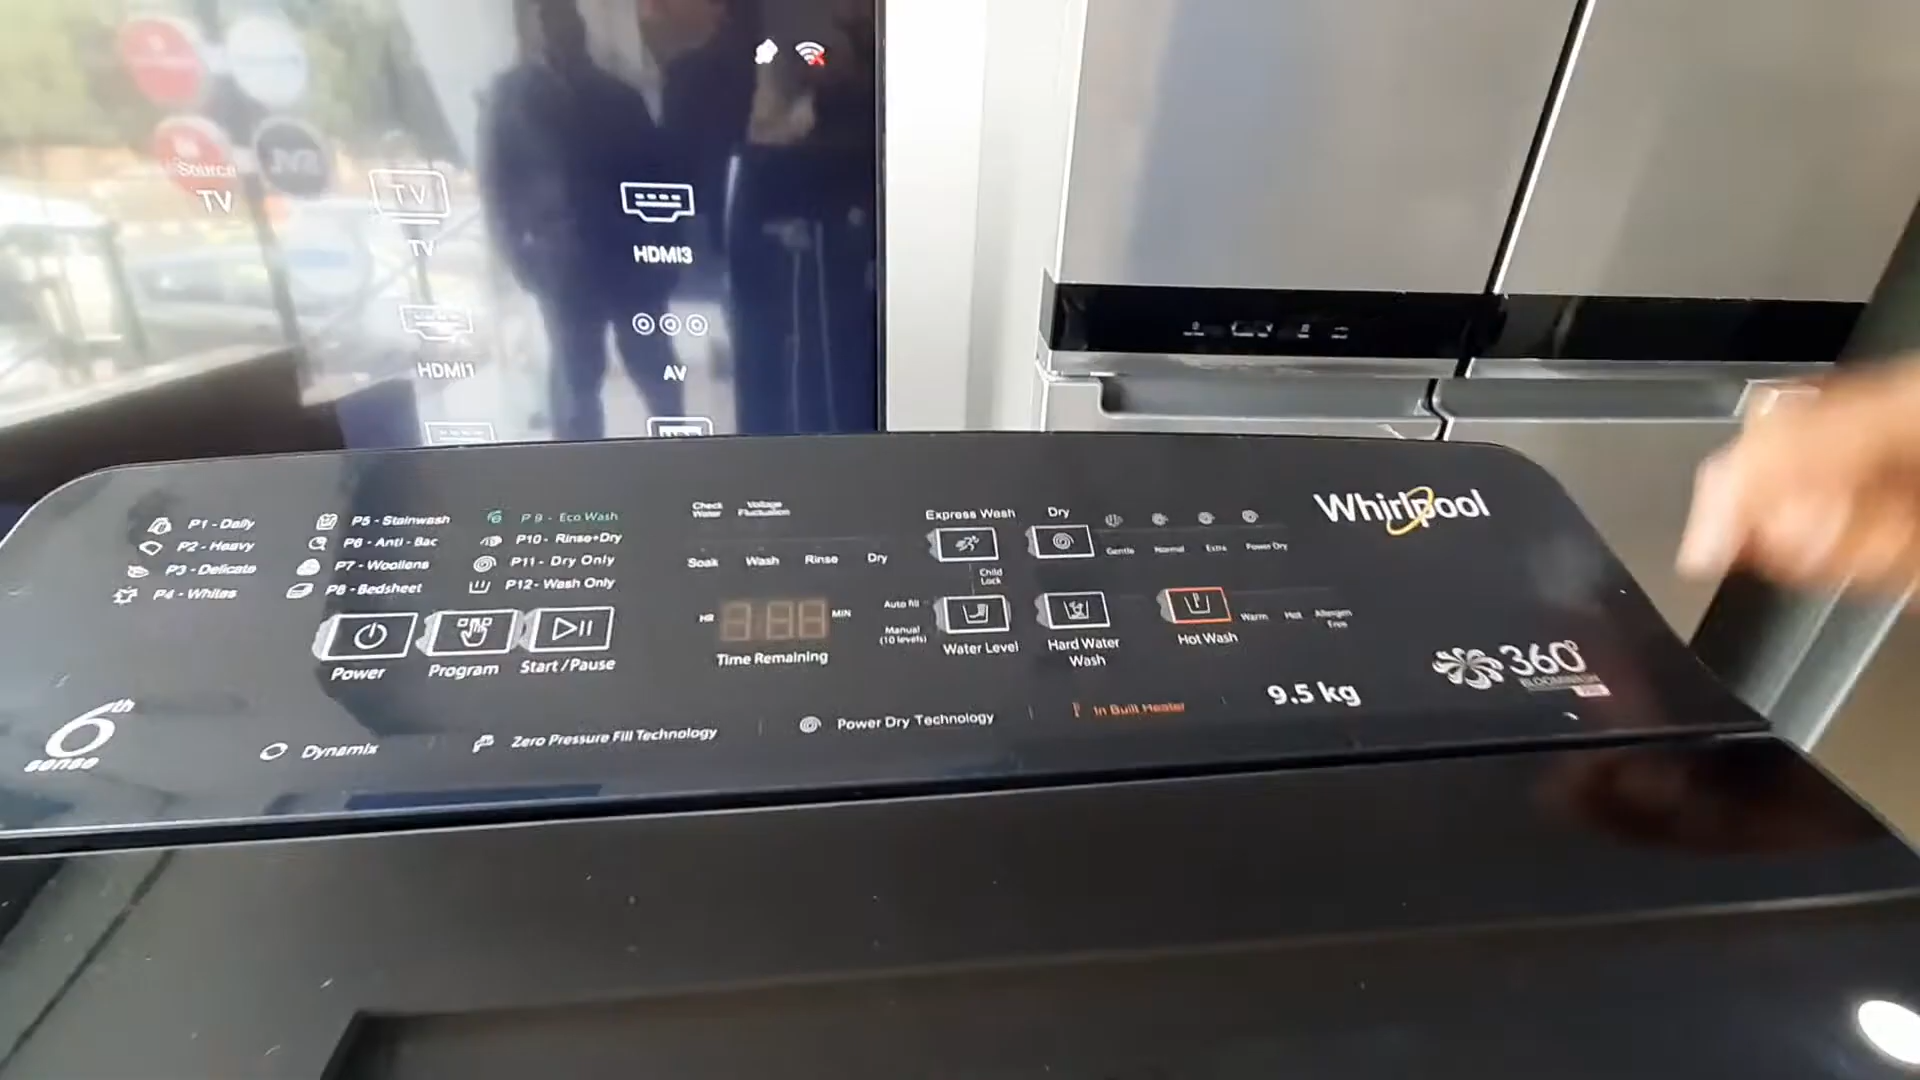 Source
TV
TV
TV
HDMI3
HDMI1
AV
P1 - Daily
P2 - Heavy
P3 - Delicate
P4 - Whites
P5 - Stainwash
P6 - Anti - Bac
P7 - Woollens
P8 - Bedsheet
P9 - Eco Wash
P10 - Rinse+Dry
P11 - Dry Only
P12 - Wash Only
Power
Program
Start/Pause
Check
Water
Voltage
Fluctuation
Soak
Wash
Rinse
Dry
HR
MIN
Time Remaining
Express Wash
Dry
Gentle
Normal
Extra
Power Dry
Child
Lock
Auto fill
Manual
(10 levels)
Water Level
Hard Water
Wash
Hot Wash
Warm
Hot
Allergen
Free
Whirlpool
360°
BLOOMWASH
9.5 kg
6th
sense
Dynamix
Zero Pressure Fill Technology
Power Dry Technology
In Built Heater